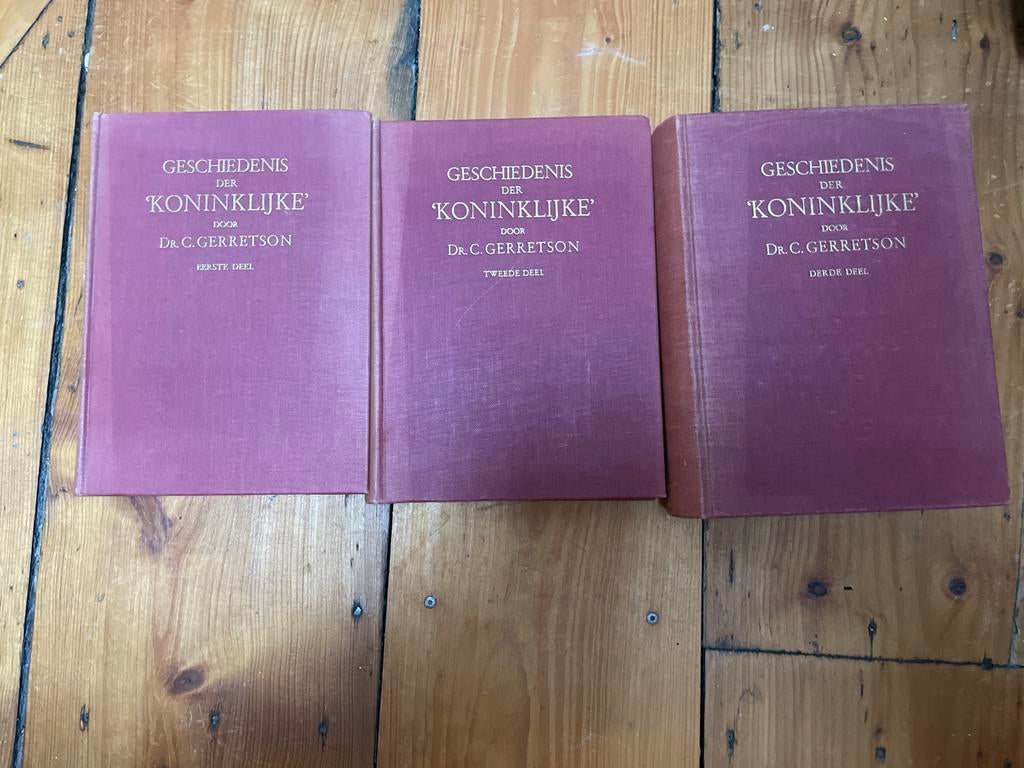 GESCHIEDENIS
DER
‘KONINKLIJKE’
DOOR
DR. C. GERRETSON
EERSTE DEEL
GESCHIEDENIS
DER
‘KONINKLIJKE’
DOOR
DR. C. GERRETSON
TWEEDE DEEL
GESCHIEDENIS
DER
‘KONINKLIJKE’
DOOR
DR. C. GERRETSON
DERDE DEEL